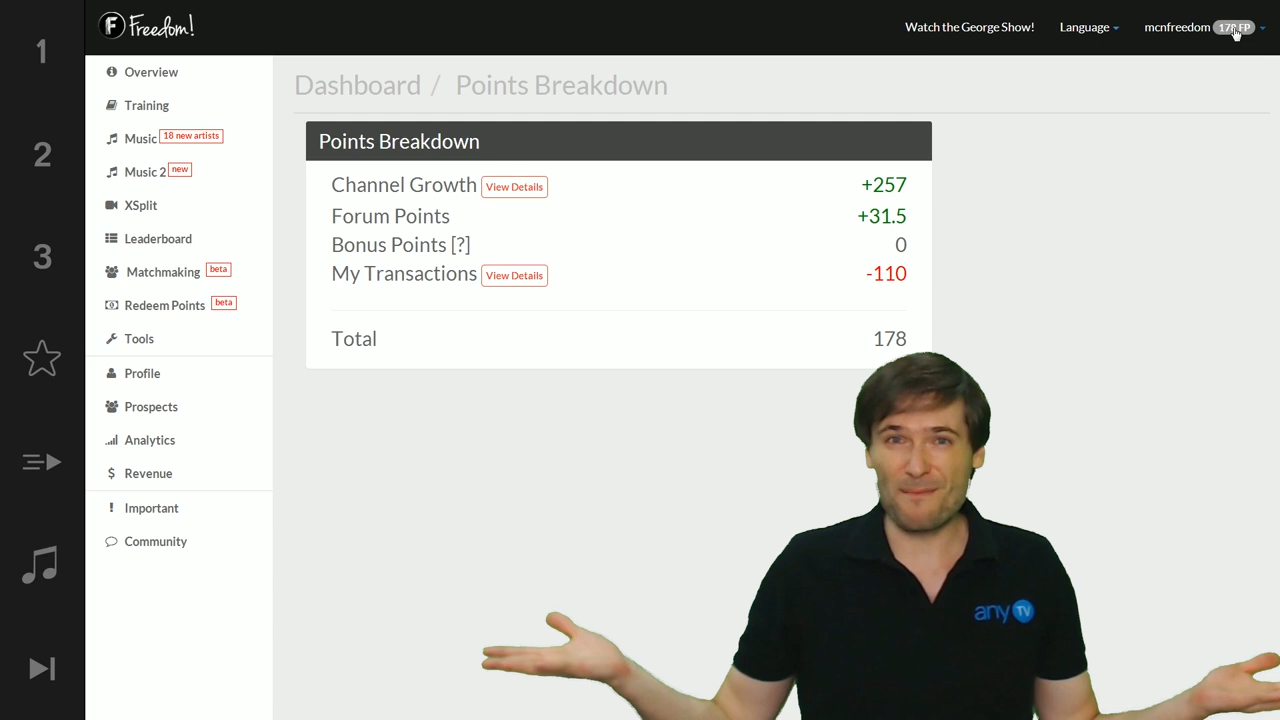 1
2
3
F Freedom!
Watch the George Show!
Language
mcnfreedom 178 FP
Overview
Training
Music 18 new artists
Music 2 new
XSplit
Leaderboard
Matchmaking beta
Redeem Points beta
Tools
Profile
Prospects
Analytics
$ Revenue
! Important
Community
Dashboard / Points Breakdown
Points Breakdown
Channel Growth View Details +257
Forum Points +31.5
Bonus Points [?] 0
My Transactions View Details -110
Total 178
any TV